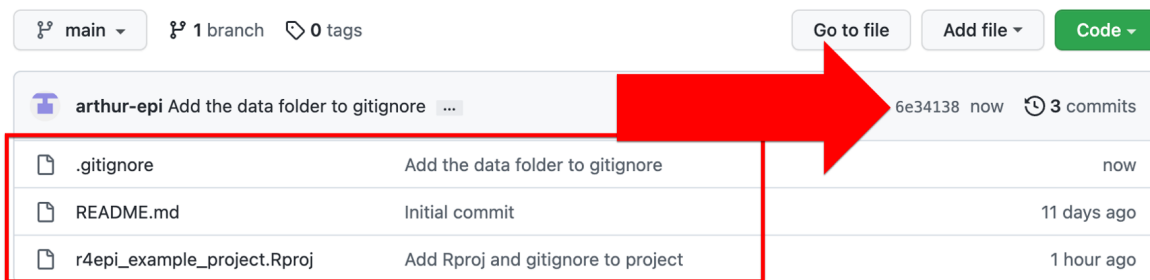 main 1 branch 0 tags Go to file Add file Code
arthur-epi Add the data folder to gitignore ... 6e34138 now 3 commits
.gitignore Add the data folder to gitignore now
README.md Initial commit 11 days ago
r4epi_example_project.Rproj Add Rproj and gitignore to project 1 hour ago